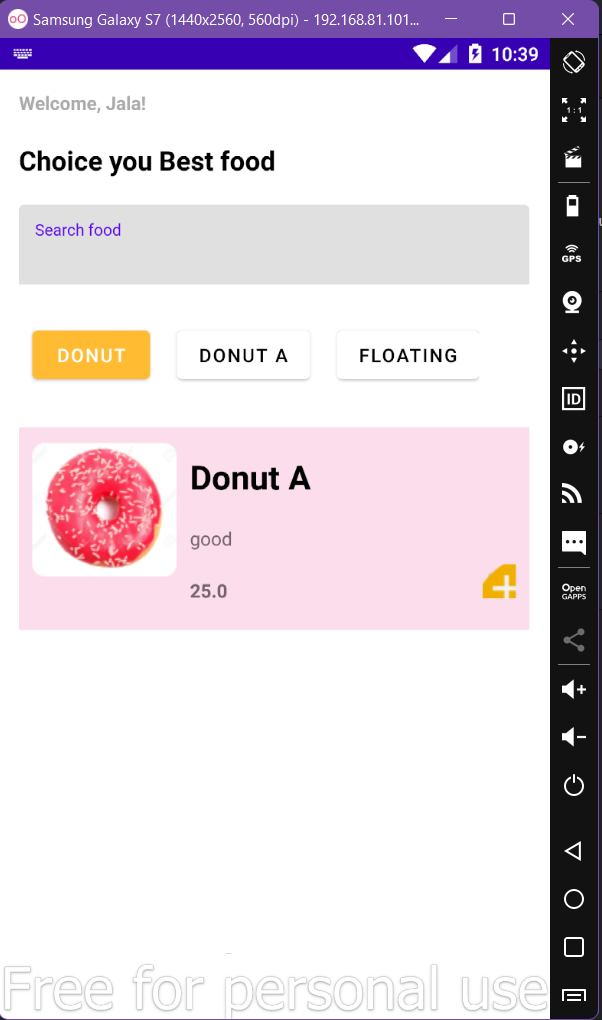 Samsung Galaxy S7 (1440x2560, 560dpi) - 192.168.81.101...
10:39
Welcome, Jala!
Choice you Best food
Search food
DONUT
DONUT A
FLOATING
Donut A
good
25.0
1:1
GPS
ID
Open
GAPPS
Free for personal use